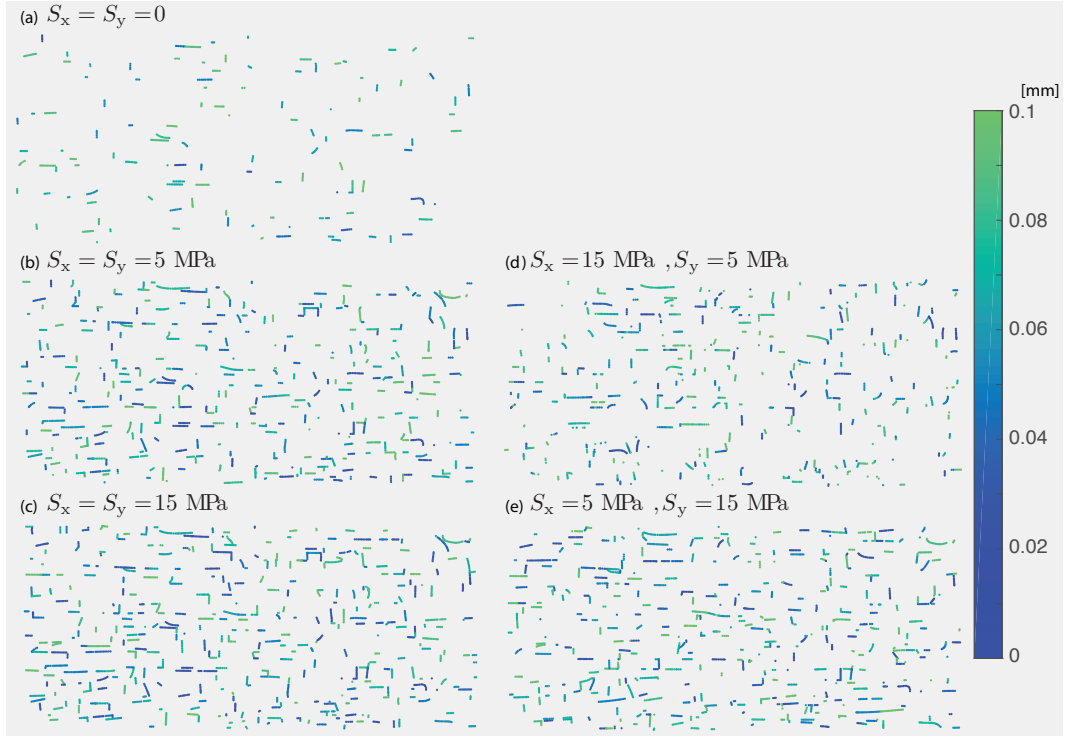 (a) Sx = Sy =0
[mm]
0.1
0.08
0.06
0.04
0.02
0
(b) Sx = Sy =5 MPa
(d) Sx =15 MPa ,Sy =5 MPa
(c) Sx = Sy =15 MPa
(e) Sx =5 MPa ,Sy =15 MPa